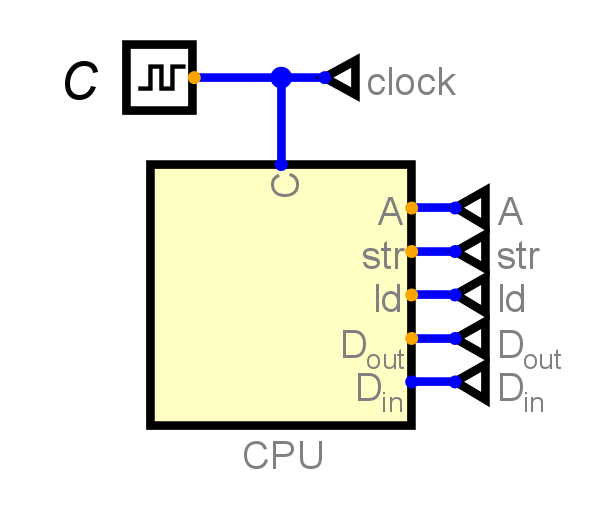 C
clock
C
A A
str str
ld ld
Dout Dout
Din Din
CPU